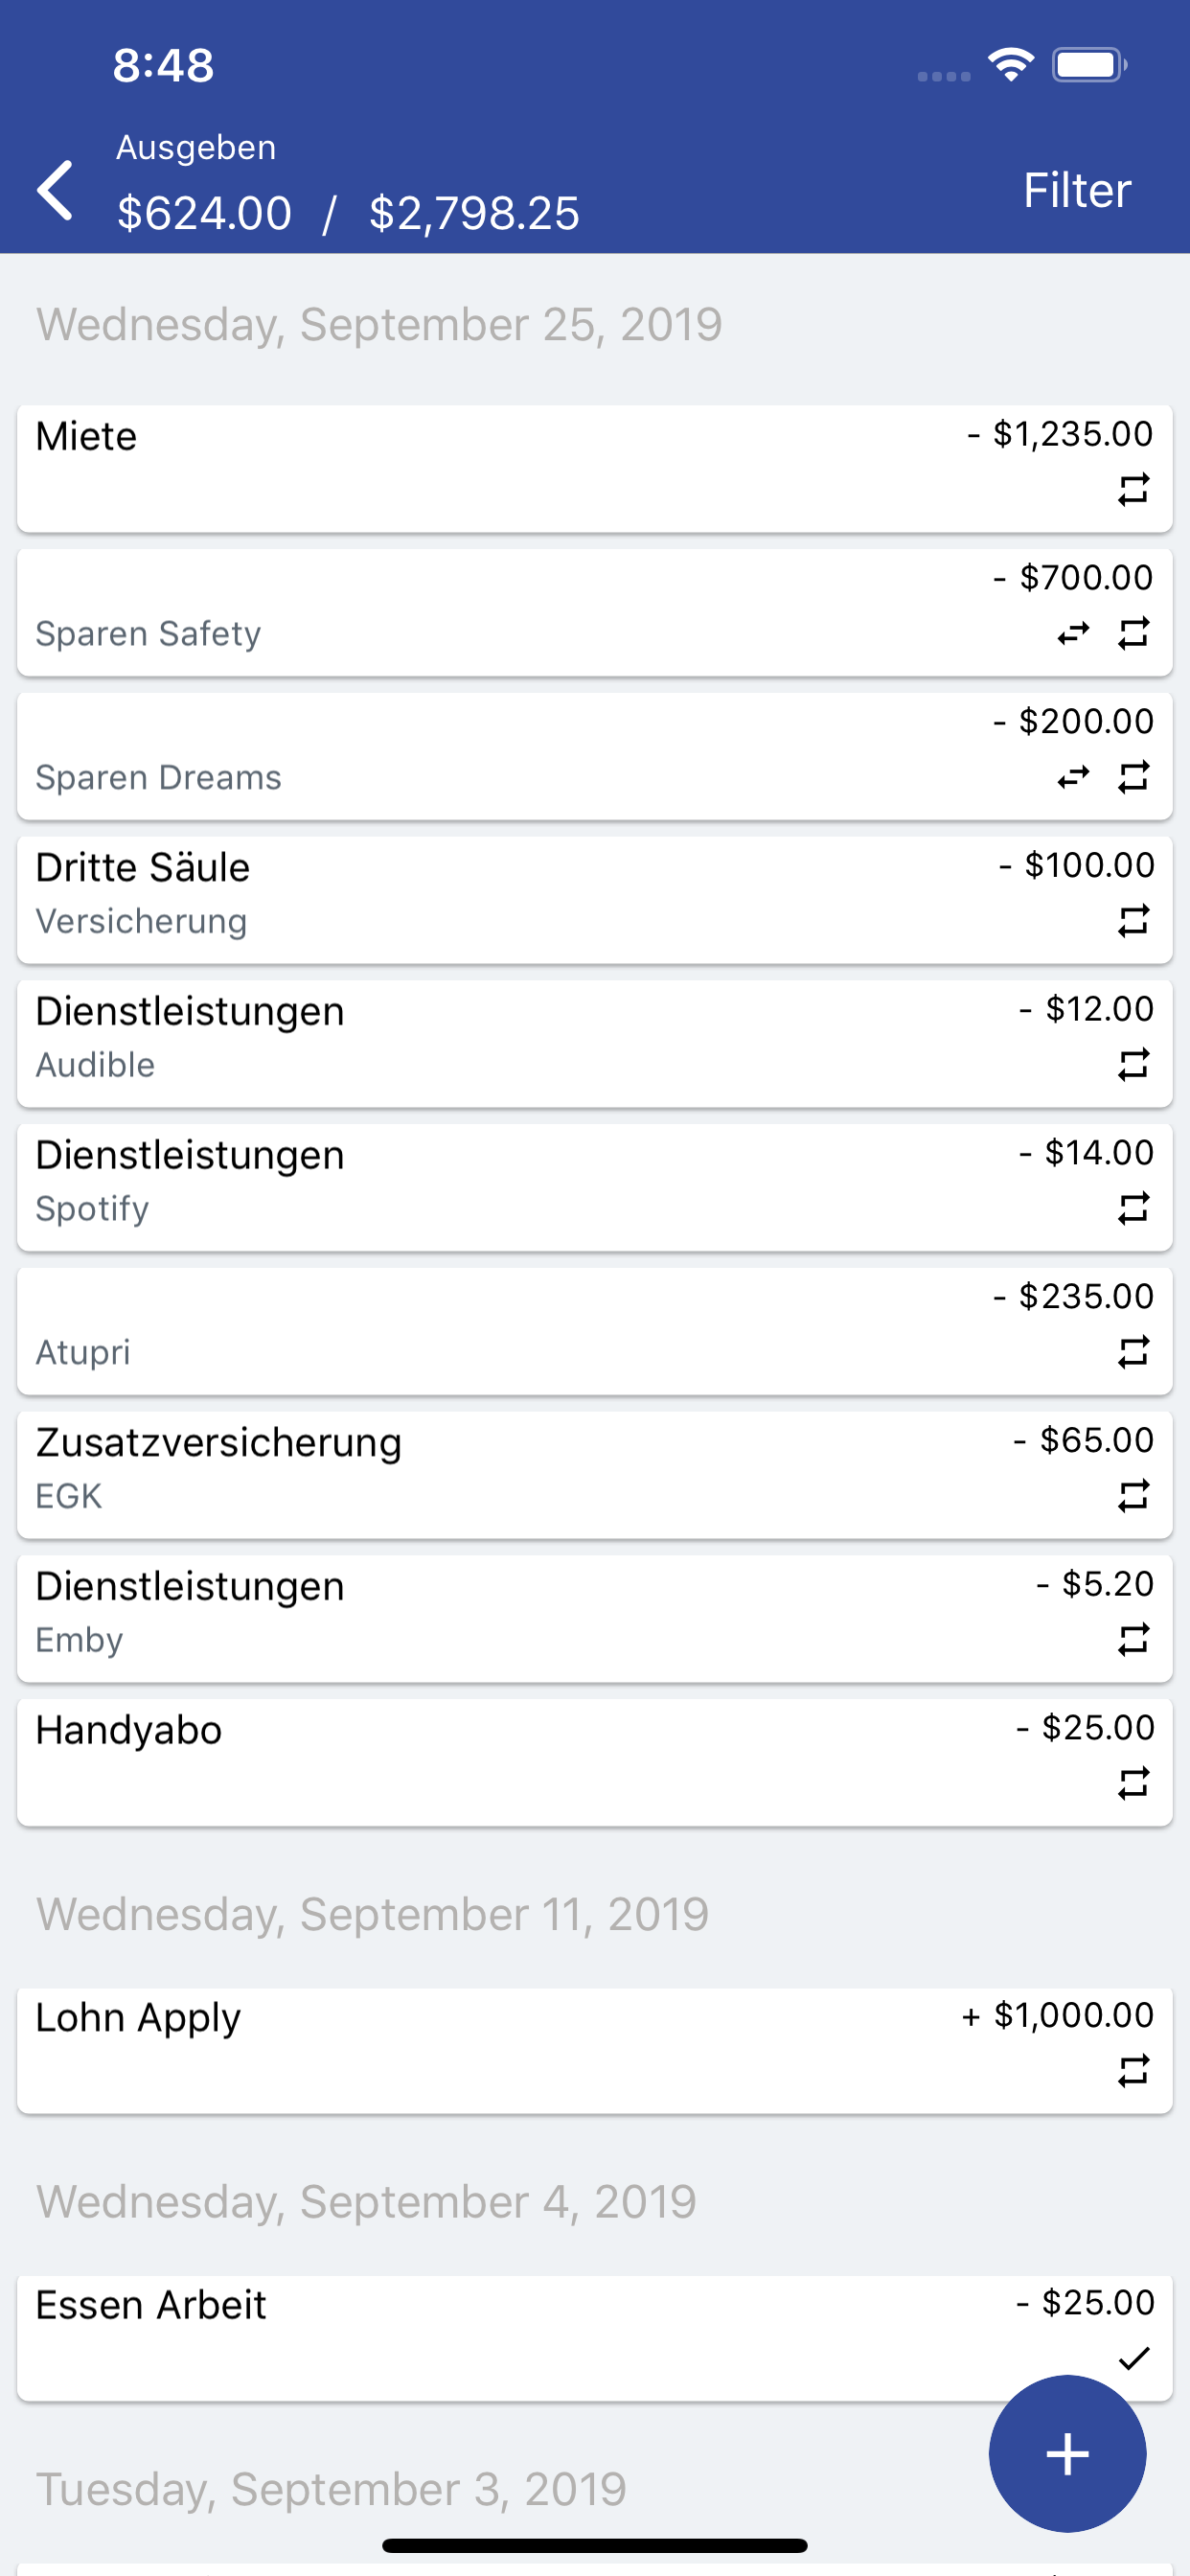 8:48
Ausgeben
$624.00 / $2,798.25
Filter
Wednesday, September 25, 2019
Miete
- $1,235.00
- $700.00
Sparen Safety
- $200.00
Sparen Dreams
Dritte Säule
- $100.00
Versicherung
Dienstleistungen
- $12.00
Audible
Dienstleistungen
- $14.00
Spotify
- $235.00
Atupri
Zusatzversicherung
- $65.00
EGK
Dienstleistungen
- $5.20
Emby
Handyabo
- $25.00
Wednesday, September 11, 2019
Lohn Apply
+ $1,000.00
Wednesday, September 4, 2019
Essen Arbeit
- $25.00
Tuesday, September 3, 2019